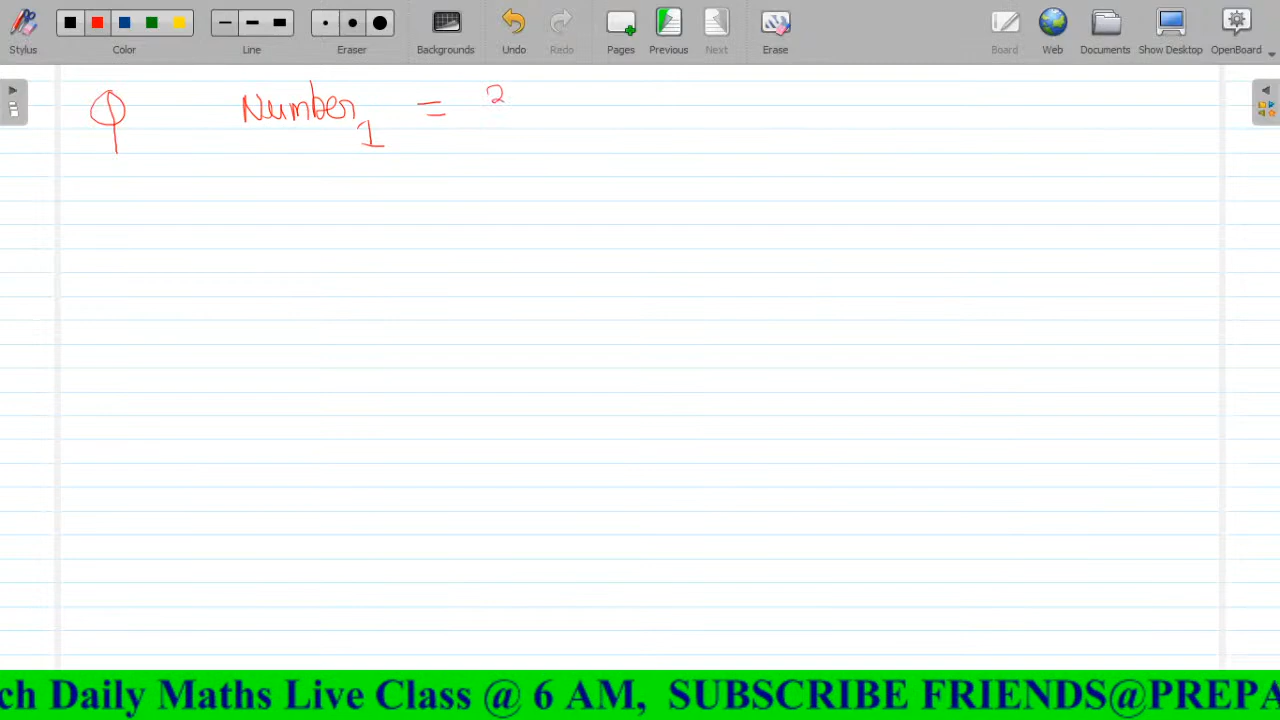 Stylus Color Line Eraser Backgrounds Undo Redo Pages Previous Next Erase Board Web Documents Show Desktop OpenBoard
Q Number₁ = 2
ch Daily Maths Live Class @ 6 AM, SUBSCRIBE FRIENDS@PREPA